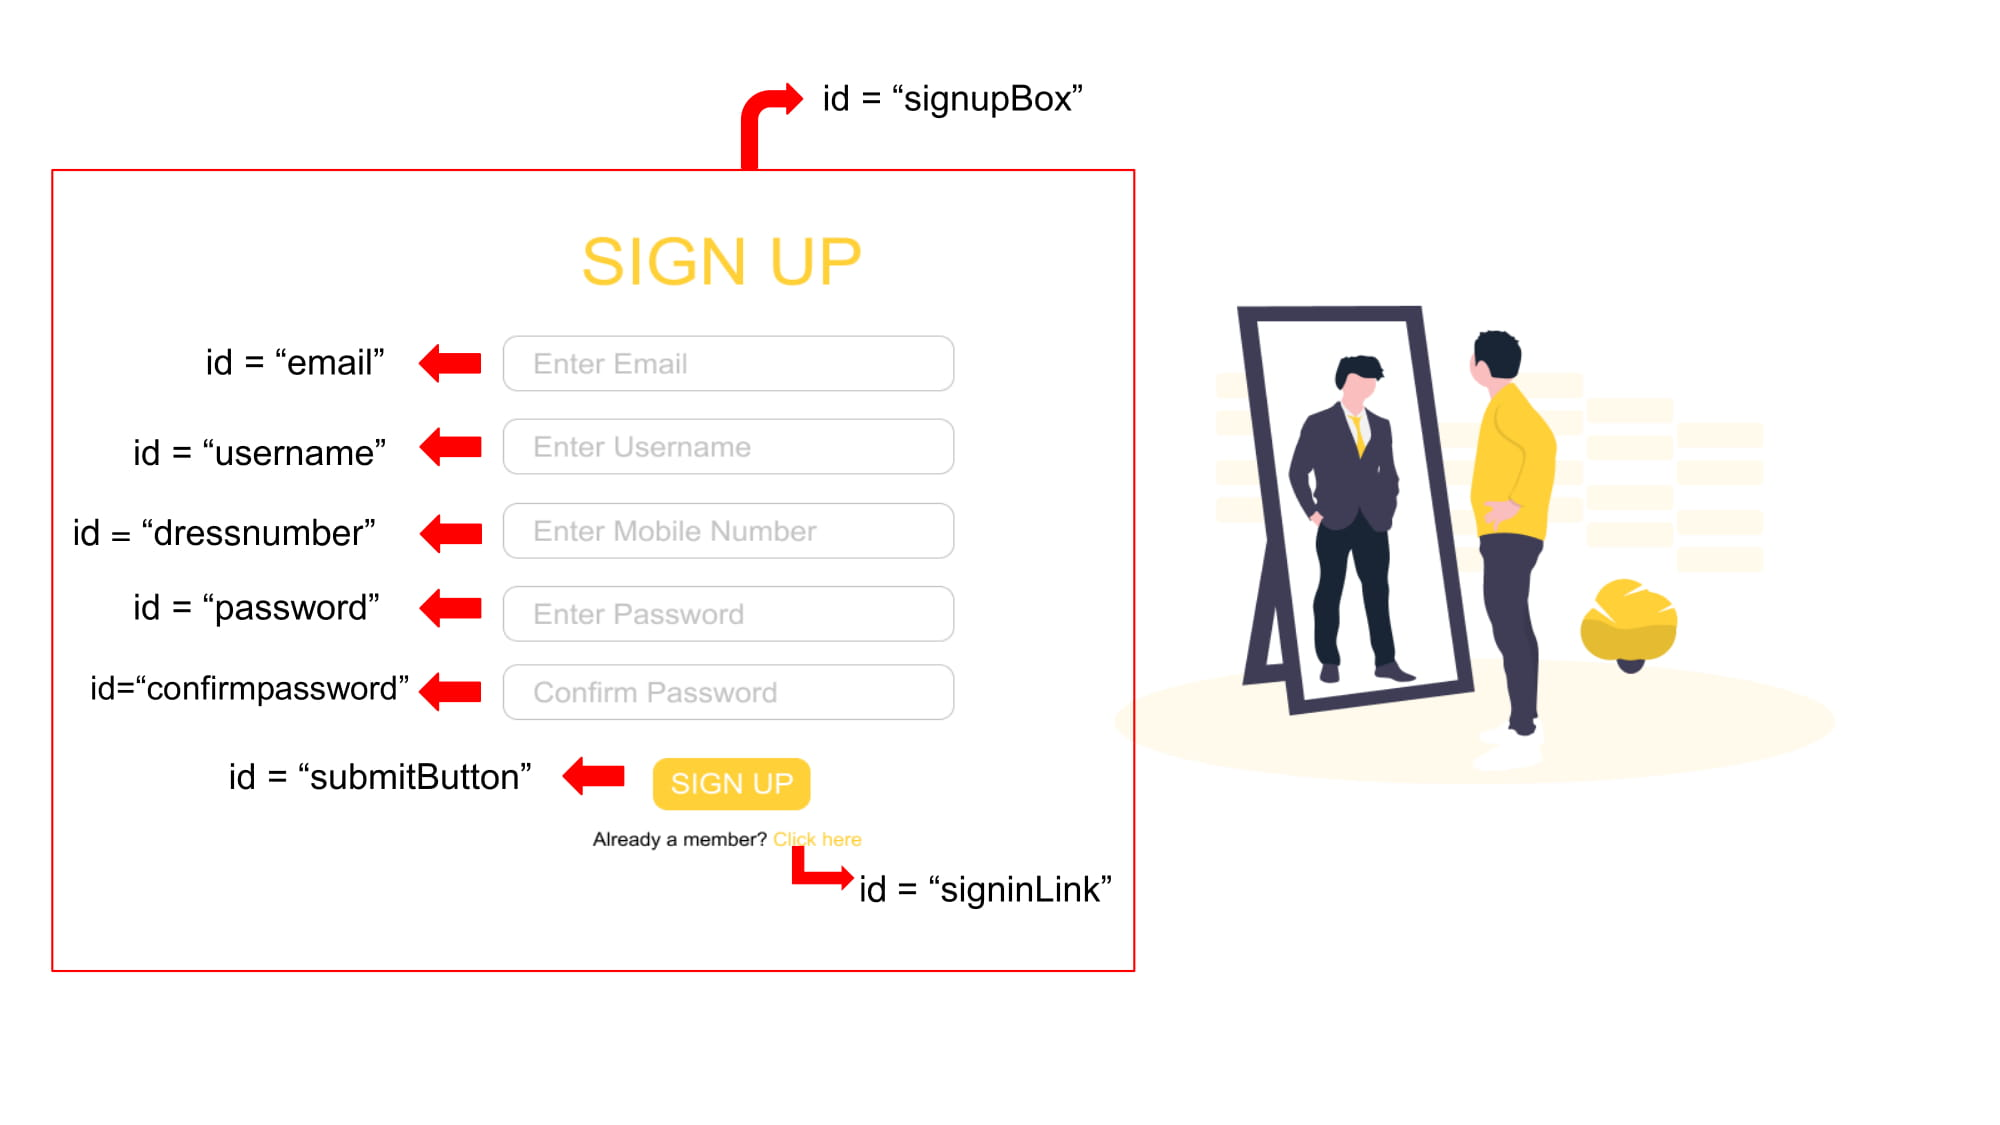 id = “signupBox”
SIGN UP
id = “email”
Enter Email
id = “username”
Enter Username
id = “dressnumber”
Enter Mobile Number
id = “password”
Enter Password
id=“confirmpassword”
Confirm Password
id = “submitButton”
SIGN UP
Already a member? Click here
id = “signinLink”